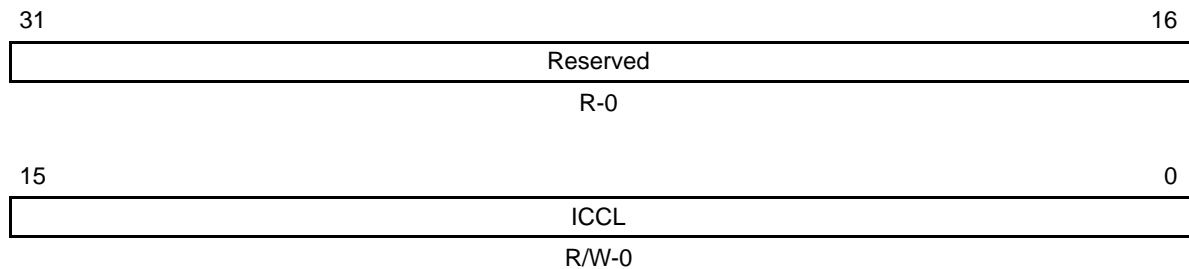 31 16
Reserved
R-0
15 0
ICCL
R/W-0